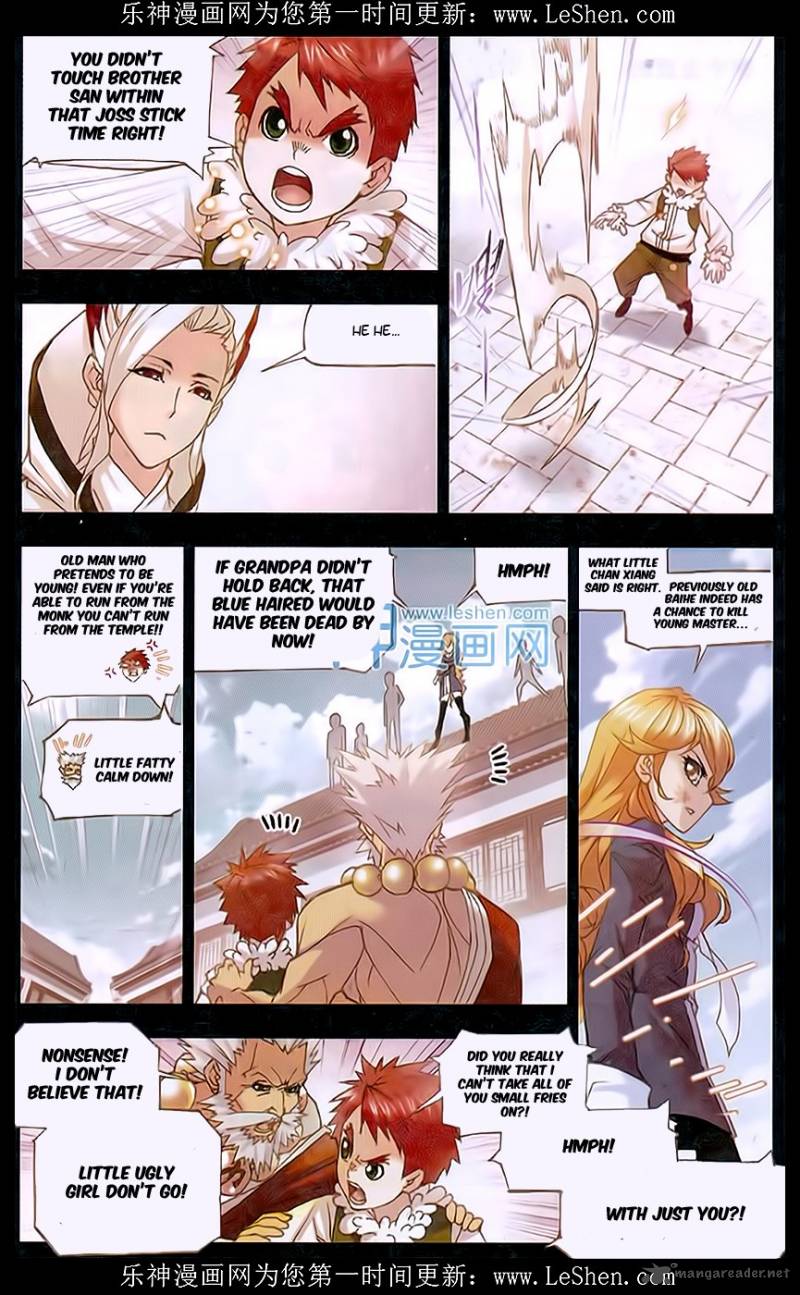 乐神漫画网为您第一时间更新：www.LeShen.com
YOU DIDN'T
TOUCH BROTHER
SAN WITHIN
THAT JOSS STICK
TIME RIGHT!
HE HE...
OLD MAN WHO
PRETENDS TO BE
YOUNG! EVEN IF YOU'RE
ABLE TO RUN FROM THE
MONK YOU CAN'T RUN
FROM THE TEMPLE!!
LITTLE FATTY
CALM DOWN!
IF GRANDPA DIDN'T
HOLD BACK, THAT
BLUE HAIRED WOULD
HAVE BEEN DEAD BY
NOW!
HMPH!
www.leshen.com
漫画网
WHAT LITTLE
CHAN XIANG
SAID IS RIGHT.
PREVIOUSLY OLD
BAIHE INDEED HAS
A CHANCE TO KILL
YOUNG MASTER...
NONSENSE!
I DON'T
BELIEVE THAT!
LITTLE UGLY
GIRL DON'T GO!
DID YOU REALLY
THINK THAT I
CAN'T TAKE ALL OF
YOU SMALL FRIES
ON?!
HMPH!
WITH JUST YOU?!
乐神漫画网为您第一时间更新：www.LeShen.com
mangareader.net